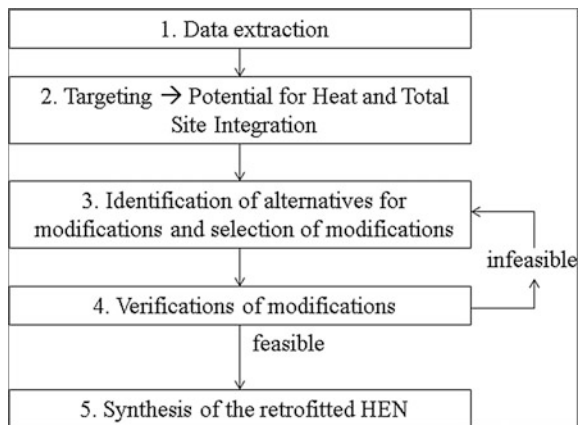 1. Data extraction
2. Targeting → Potential for Heat and Total
Site Integration
3. Identification of alternatives for
modifications and selection of modifications
infeasible
4. Verifications of modifications
feasible
5. Synthesis of the retrofitted HEN